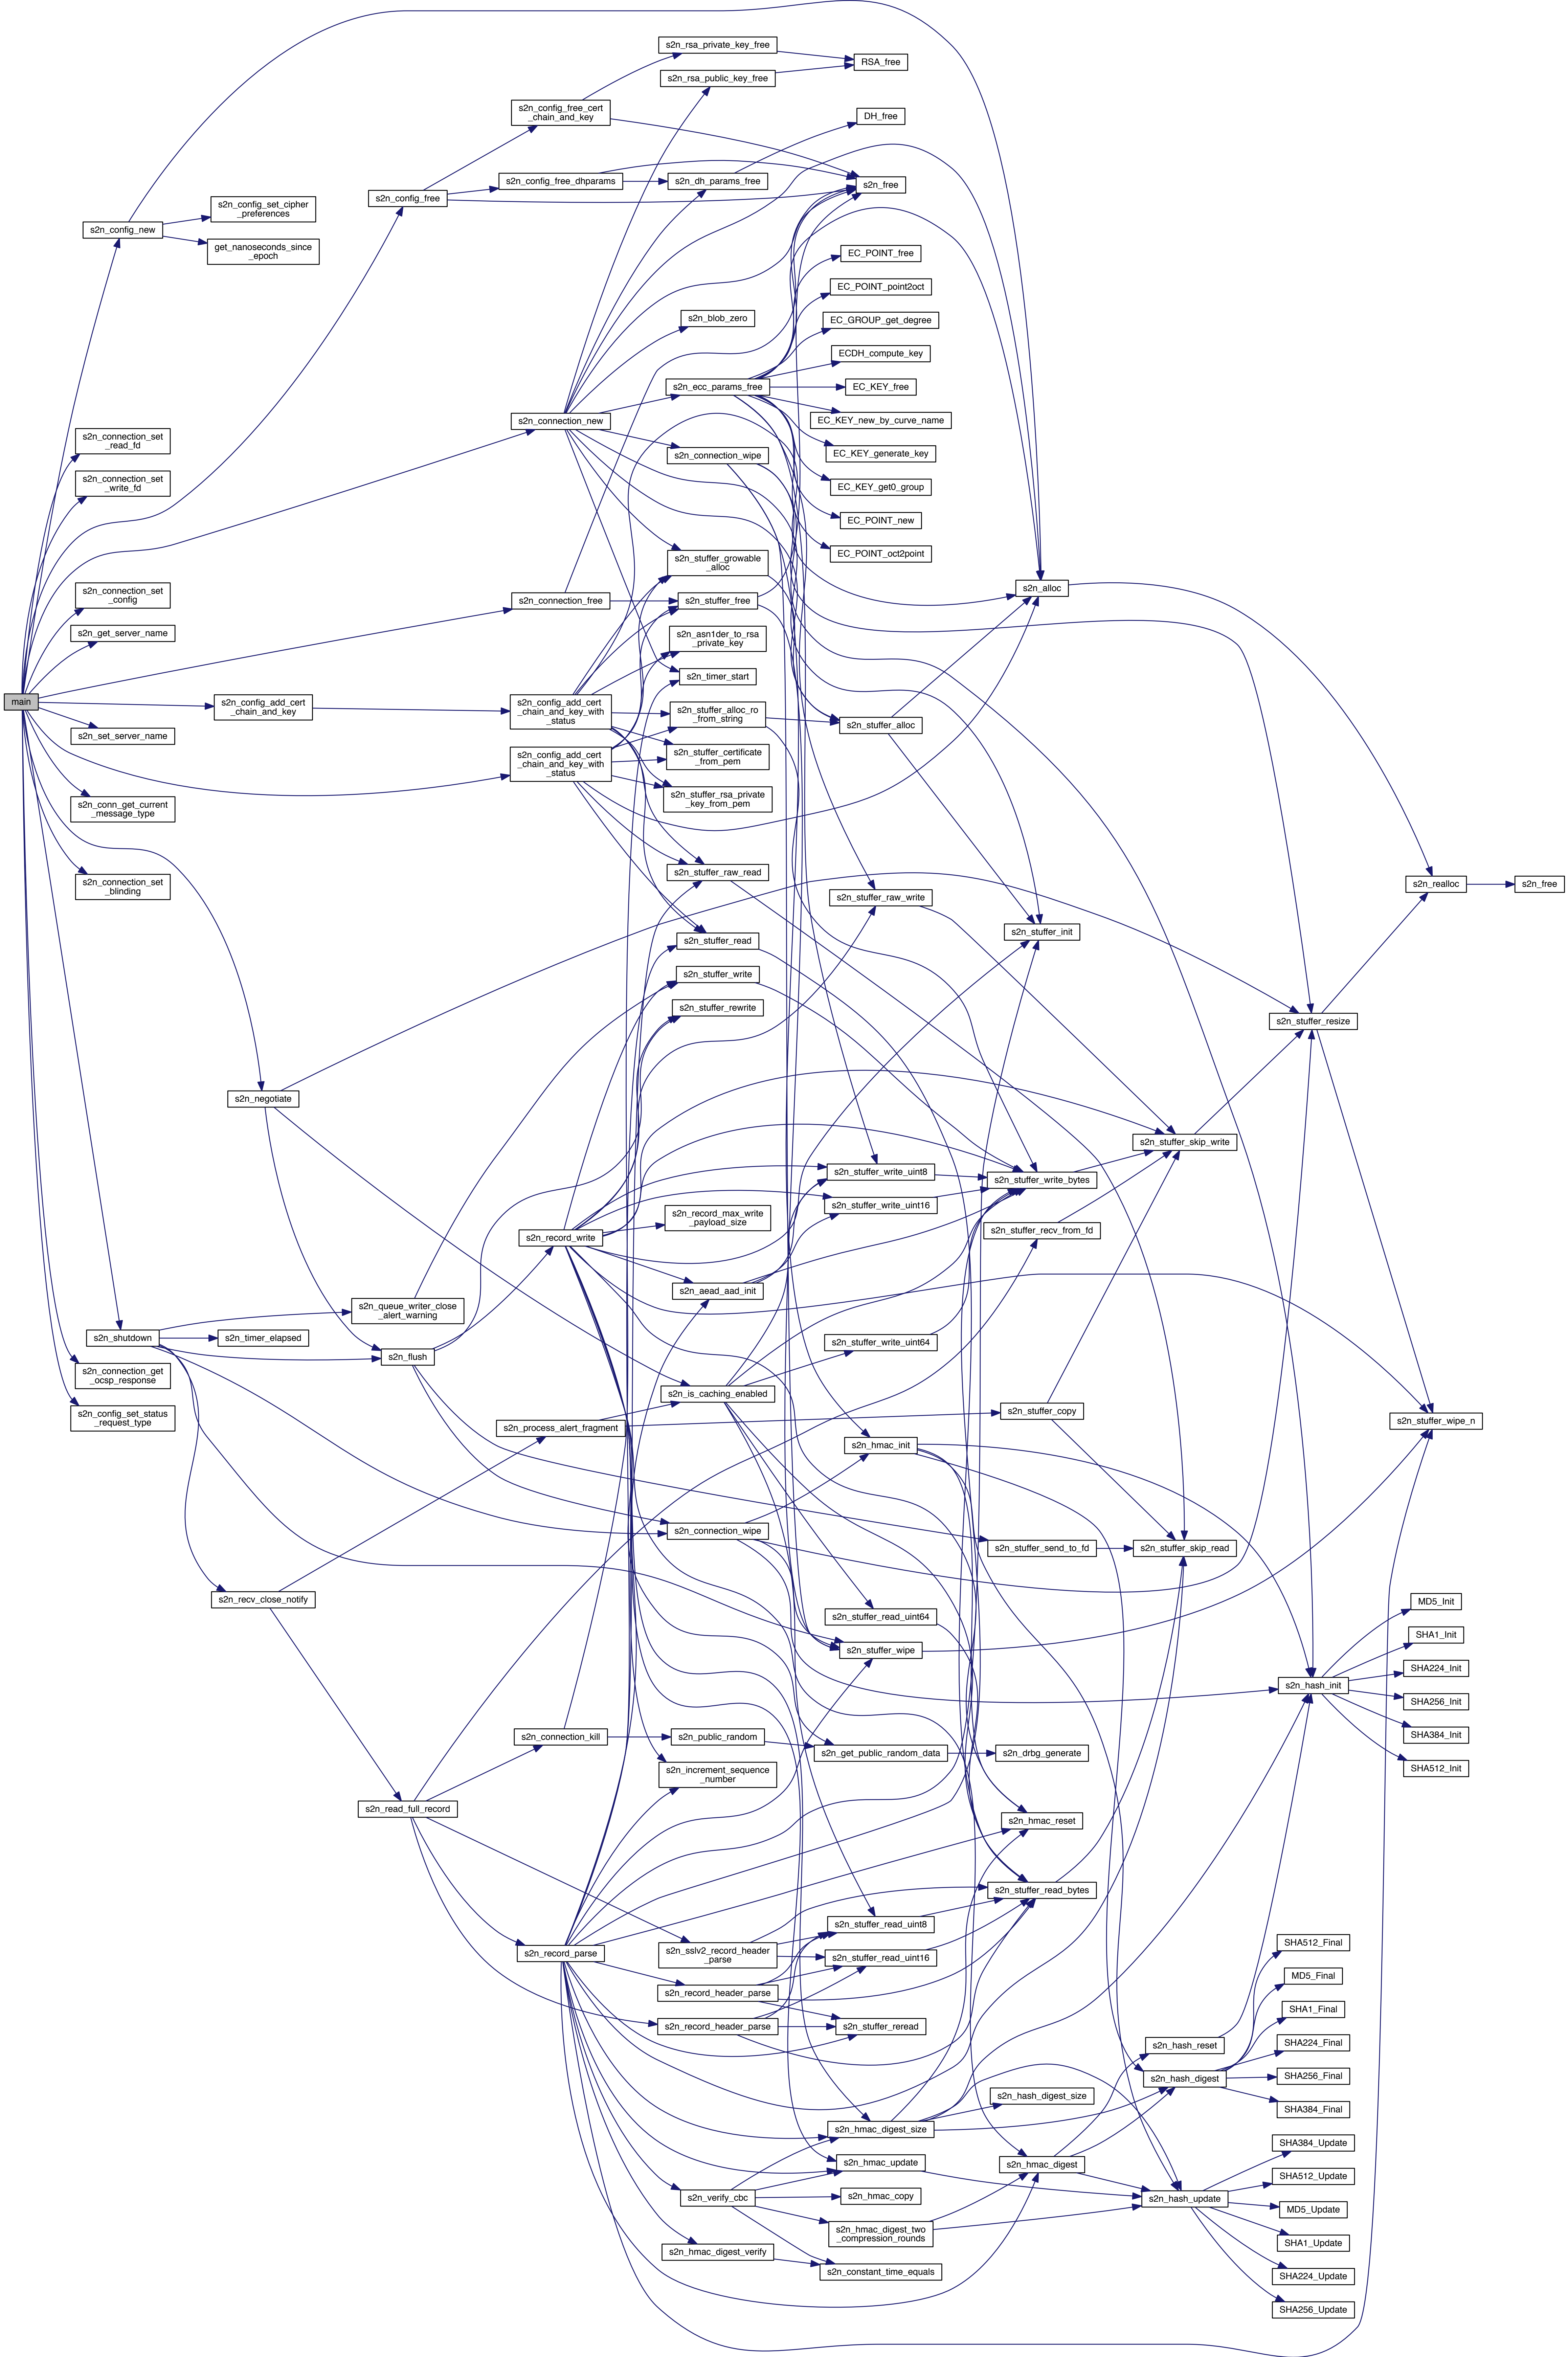 s2n_rsa_private_key_free
RSA_free
s2n_rsa_public_key_free
s2n_config_free_cert
_chain_and_key
DH_free
s2n_config_free_dhparams
s2n_dh_params_free
s2n_free
s2n_config_free
s2n_config_set_cipher
_preferences
s2n_config_new
get_nanoseconds_since
_epoch
EC_POINT_free
EC_POINT_point2oct
s2n_blob_zero
EC_GROUP_get_degree
ECDH_compute_key
s2n_ecc_params_free
EC_KEY_free
s2n_connection_new
EC_KEY_new_by_curve_name
s2n_connection_set
_read_fd
s2n_connection_wipe
EC_KEY_generate_key
s2n_connection_set
_write_fd
EC_KEY_get0_group
EC_POINT_new
EC_POINT_oct2point
s2n_stuffer_growable
_alloc
s2n_alloc
s2n_connection_set
_config
s2n_connection_free
s2n_stuffer_free
s2n_get_server_name
s2n_asn1der_to_rsa
_private_key
s2n_timer_start
main
s2n_config_add_cert
_chain_and_key
s2n_config_add_cert
_chain_and_key_with
_status
s2n_stuffer_alloc_ro
_from_string
s2n_stuffer_alloc
s2n_set_server_name
s2n_config_add_cert
_chain_and_key_with
_status
s2n_stuffer_certificate
_from_pem
s2n_conn_get_current
_message_type
s2n_stuffer_rsa_private
_key_from_pem
s2n_connection_set
_blinding
s2n_stuffer_raw_read
s2n_realloc
s2n_free
s2n_stuffer_raw_write
s2n_stuffer_init
s2n_stuffer_read
s2n_stuffer_write
s2n_stuffer_rewrite
s2n_stuffer_resize
s2n_negotiate
s2n_stuffer_skip_write
s2n_stuffer_write_uint8
s2n_stuffer_write_bytes
s2n_stuffer_write_uint16
s2n_record_max_write
_payload_size
s2n_stuffer_recv_from_fd
s2n_record_write
s2n_aead_aad_init
s2n_queue_writer_close
_alert_warning
s2n_shutdown
s2n_timer_elapsed
s2n_stuffer_write_uint64
s2n_flush
s2n_connection_get
_ocsp_response
s2n_is_caching_enabled
s2n_config_set_status
_request_type
s2n_stuffer_copy
s2n_stuffer_wipe_n
s2n_process_alert_fragment
s2n_hmac_init
s2n_connection_wipe
s2n_stuffer_send_to_fd
s2n_stuffer_skip_read
s2n_recv_close_notify
MD5_Init
s2n_stuffer_read_uint64
SHA1_Init
s2n_stuffer_wipe
SHA224_Init
s2n_hash_init
SHA256_Init
SHA384_Init
SHA512_Init
s2n_connection_kill
s2n_public_random
s2n_get_public_random_data
s2n_drbg_generate
s2n_increment_sequence
_number
s2n_read_full_record
s2n_hmac_reset
s2n_stuffer_read_bytes
s2n_stuffer_read_uint8
SHA512_Final
s2n_record_parse
s2n_sslv2_record_header
_parse
s2n_stuffer_read_uint16
MD5_Final
s2n_record_header_parse
SHA1_Final
s2n_record_header_parse
s2n_stuffer_reread
s2n_hash_reset
SHA224_Final
s2n_hash_digest
SHA256_Final
s2n_hash_digest_size
SHA384_Final
s2n_hmac_digest_size
SHA384_Update
s2n_hmac_update
s2n_hmac_digest
SHA512_Update
s2n_verify_cbc
s2n_hmac_copy
s2n_hash_update
MD5_Update
s2n_hmac_digest_two
_compression_rounds
SHA1_Update
s2n_hmac_digest_verify
s2n_constant_time_equals
SHA224_Update
SHA256_Update